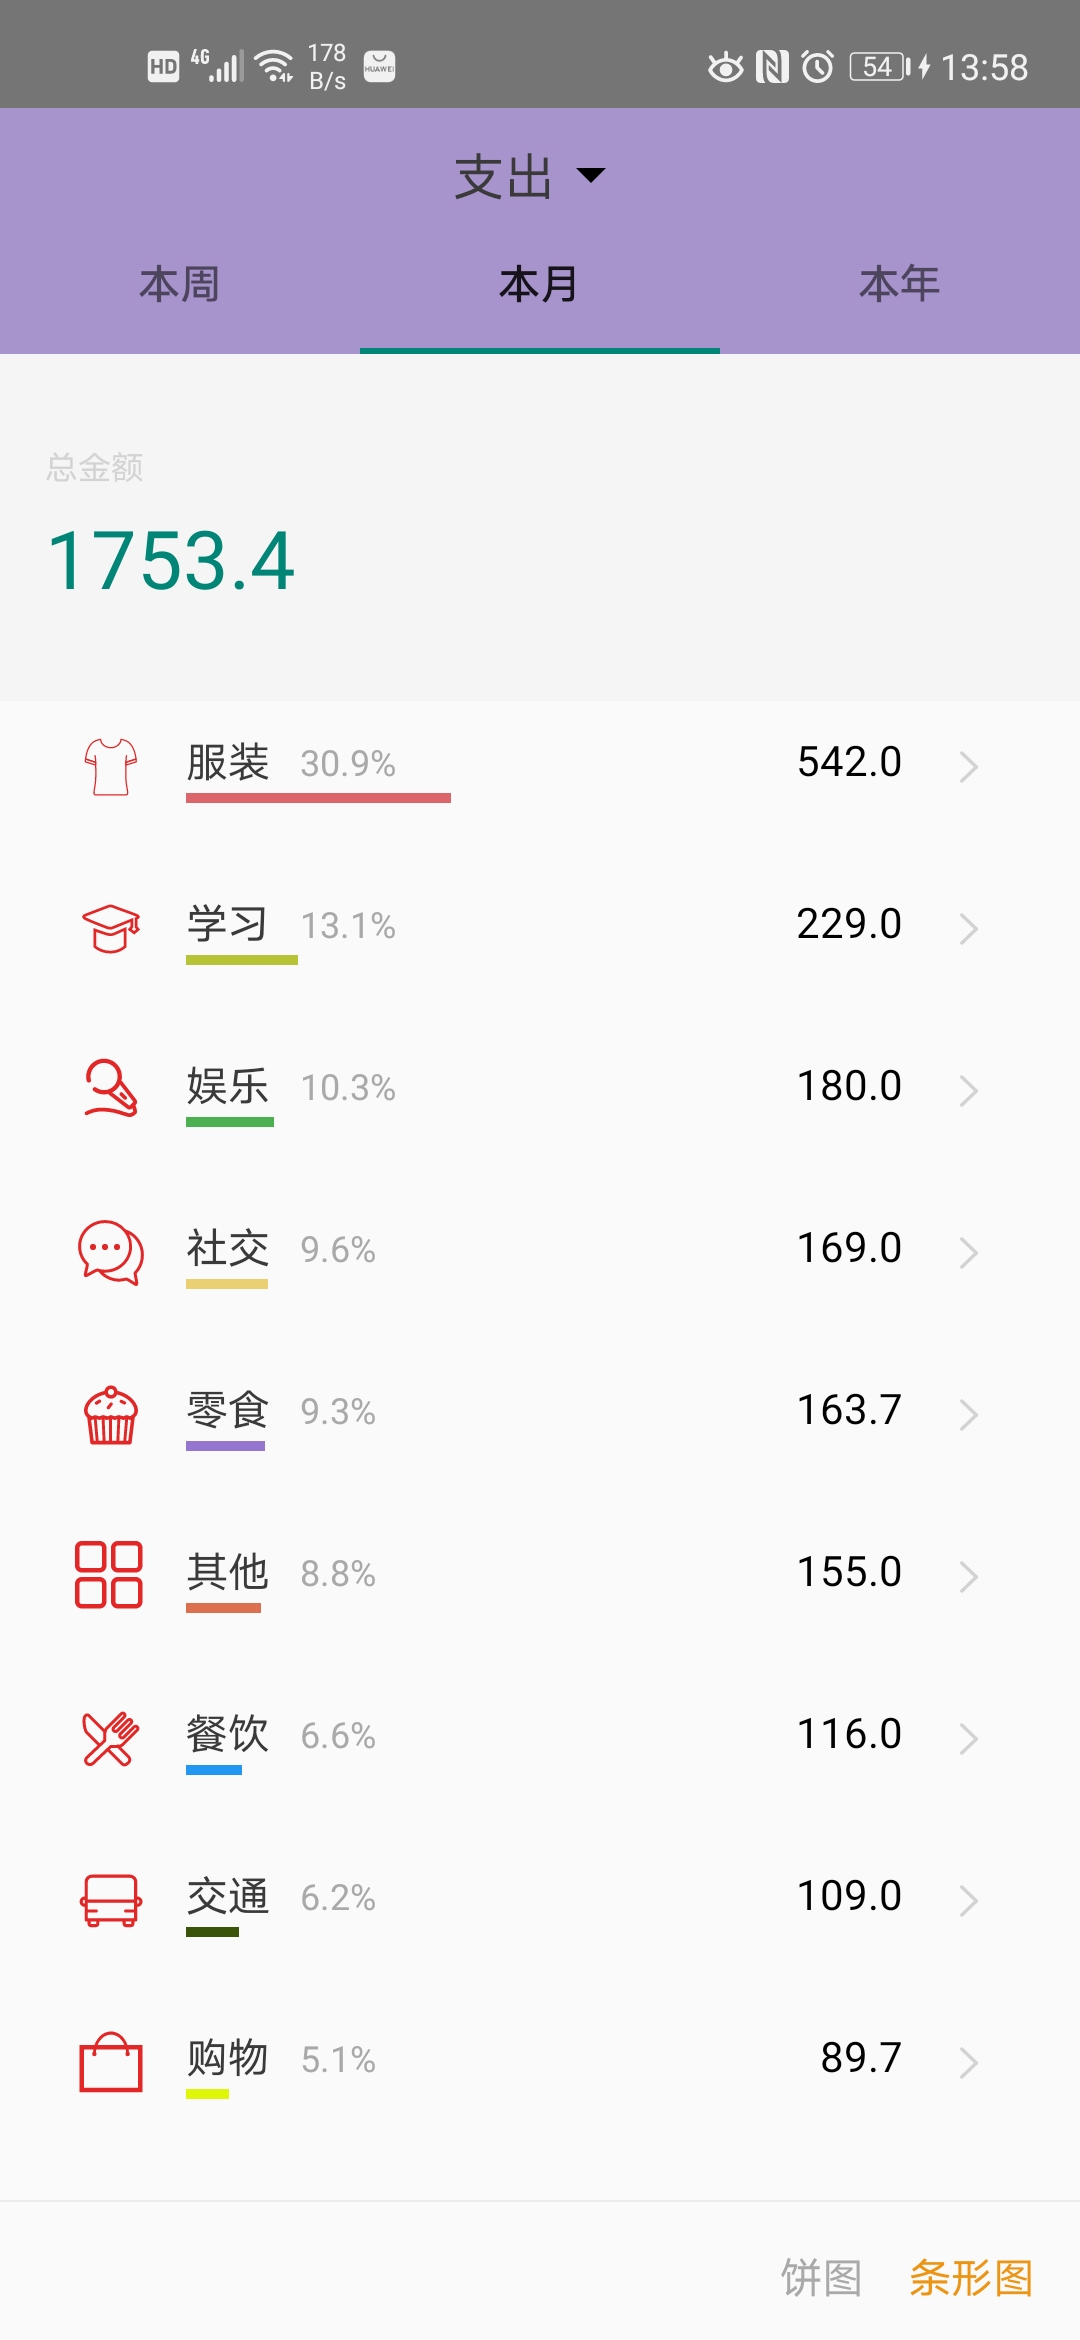 HD 4G 178 B/s HUAWEI 54 13:58
支出
本周 本月 本年
总金额
1753.4
服装 30.9% 542.0
学习 13.1% 229.0
娱乐 10.3% 180.0
社交 9.6% 169.0
零食 9.3% 163.7
其他 8.8% 155.0
餐饮 6.6% 116.0
交通 6.2% 109.0
购物 5.1% 89.7
饼图 条形图